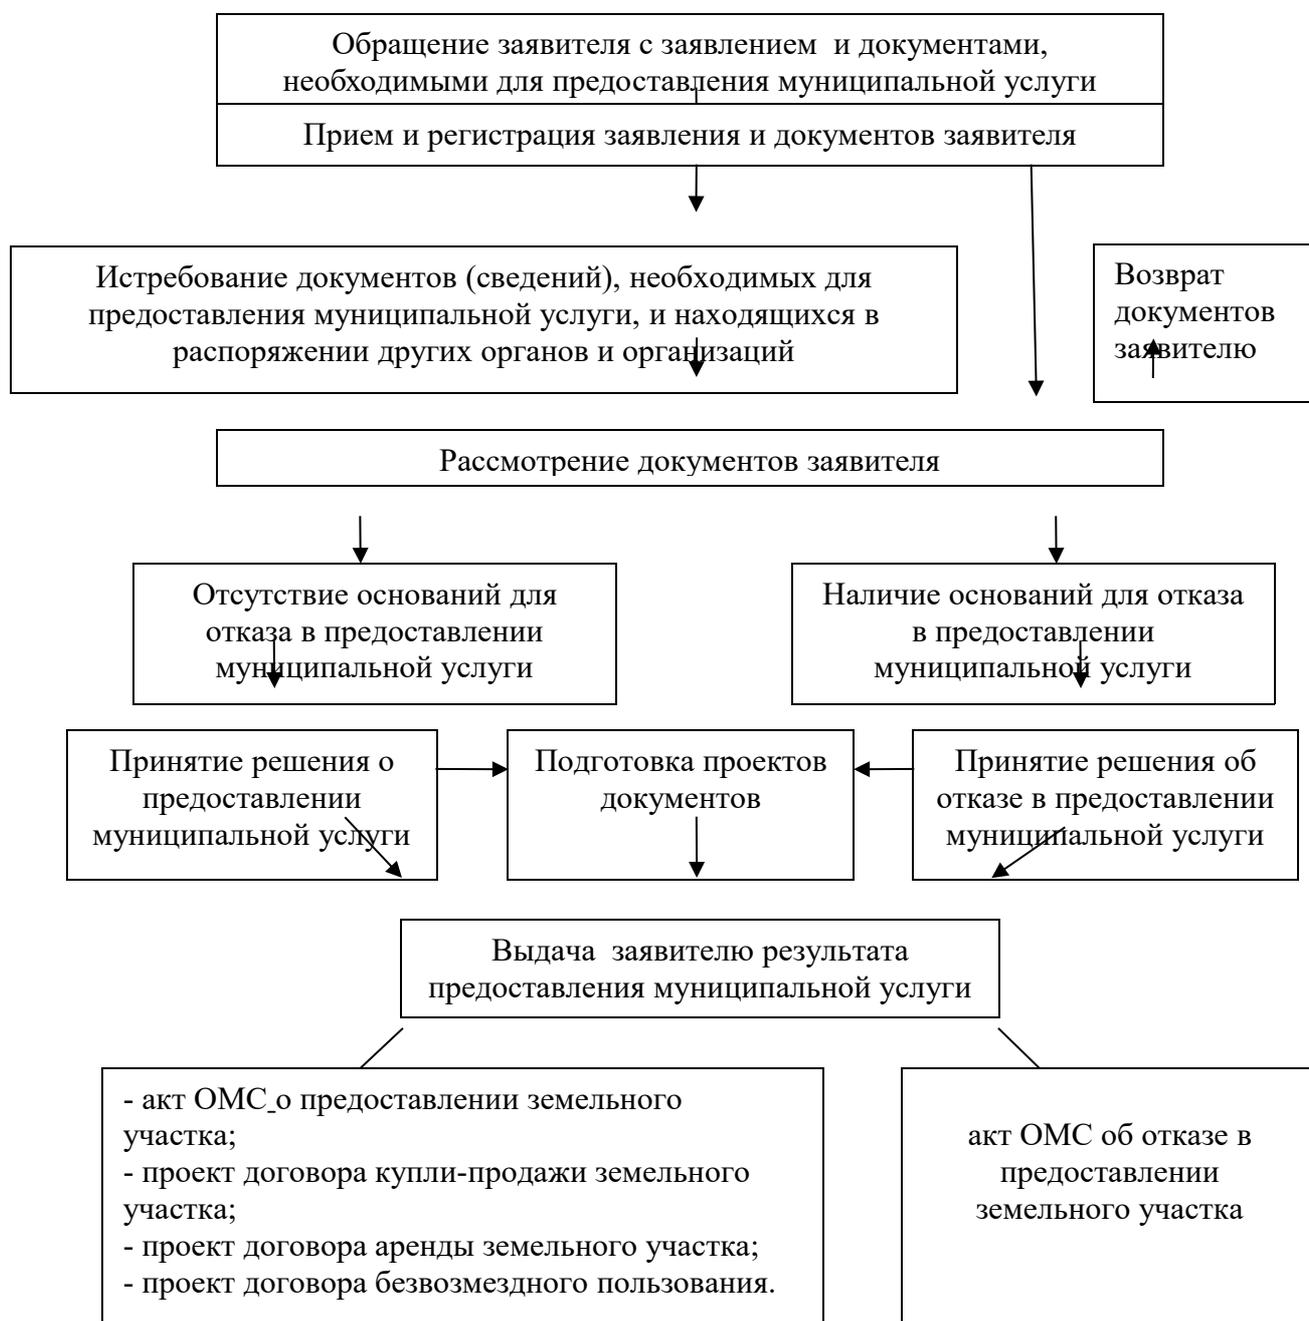 Обращение заявителя с заявлением  и документами,
необходимыми для предоставления муниципальной услуги
Прием и регистрация заявления и документов заявителя
Истребование документов (сведений), необходимых для
предоставления муниципальной услуги, и находящихся в
распоряжении других органов и организаций
Возврат
документов
заявителю
Рассмотрение документов заявителя
Отсутствие оснований для
отказа в предоставлении
муниципальной услуги
Наличие оснований для отказа
в предоставлении
муниципальной услуги
Принятие решения о
предоставлении
муниципальной услуги
Подготовка проектов
документов
Принятие решения об
отказе в предоставлении
муниципальной услуги
Выдача  заявителю результата
предоставления муниципальной услуги
- акт ОМС о предоставлении земельного
участка;
- проект договора купли-продажи земельного
участка;
- проект договора аренды земельного участка;
- проект договора безвозмездного пользования.
акт ОМС об отказе в
предоставлении
земельного участка